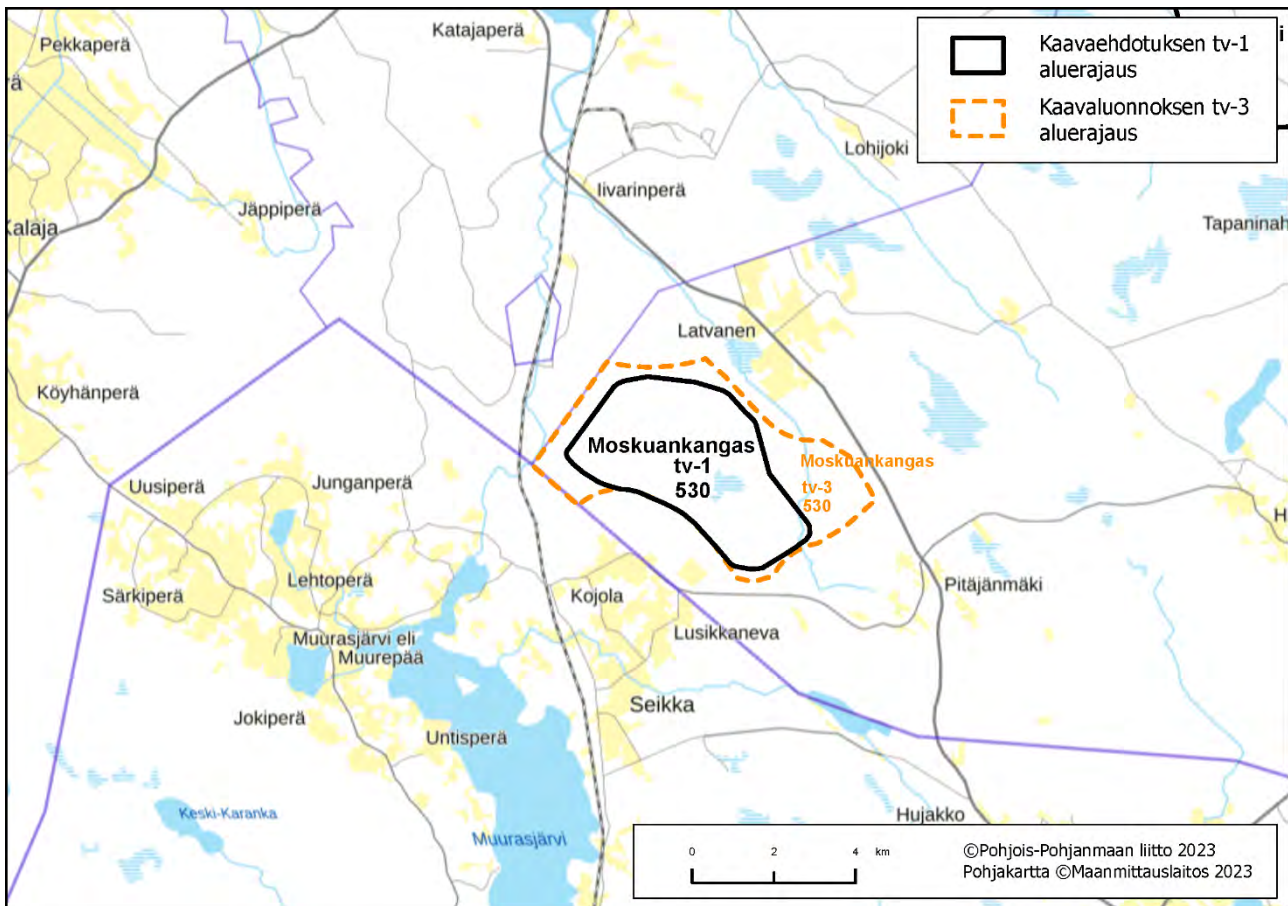 Pekkaperä
Katajaperä
i
Kaavaehdotuksen tv-1
aluerajaus
Kaavaluonnoksen tv-3
aluerajaus
rä
Lohijoki
Iivarinperä
Jäppiperä
Kalaja
Tapaninah
Latvanen
Köyhänperä
Moskuankangas
tv-1
530
Moskuankangas
tv-3
530
Uusiperä
Junganperä
H
Lehtoperä
Särkiperä
Kojola
Pitäjänmäki
Lusikkaneva
Muurasjärvi eli
Muurepää
Seikka
Jokiperä
Untisperä
Keski-Karanka
Muurasjärvi
Hujakko
0 2 4 km
©Pohjois-Pohjanmaan liitto 2023
Pohjakartta ©Maanmittauslaitos 2023